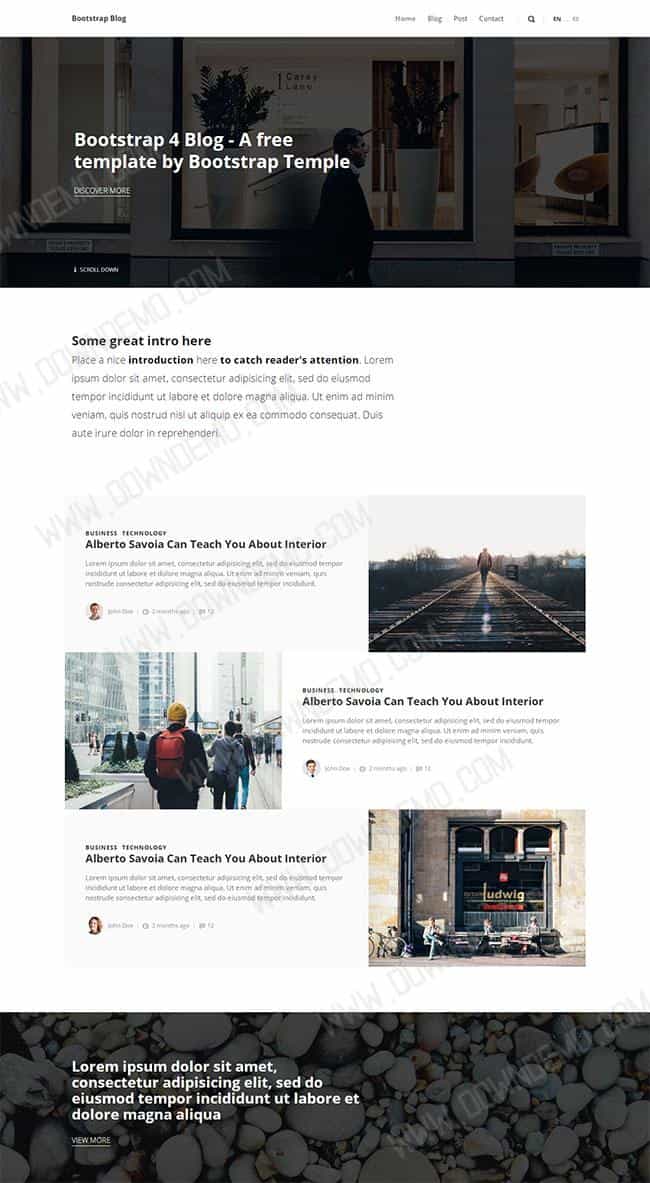 Bootstrap Blog
Home Blog Post Contact EN ES
1 Carey
Lane
Bootstrap 4 Blog - A free
template by Bootstrap Temple
DISCOVER MORE
SCROLL DOWN
Some great intro here
Place a nice introduction here to catch reader's attention. Lorem
ipsum dolor sit amet, consectetur adipisicing elit, sed do eiusmod
tempor incididunt ut labore et dolore magna aliqua. Ut enim ad minim
veniam, quis nostrud nisi ut aliquip ex ea commodo consequat. Duis
aute irure dolor in reprehenderi.
BUSINESS TECHNOLOGY
Alberto Savoia Can Teach You About Interior
Lorem ipsum dolor sit amet, consectetur adipisicing elit, sed do eiusmod tempor
incididunt ut labore et dolore magna aliqua. Ut enim ad minim veniam, quis
nostrude consectetur adipisicing elit, sed do eiusmod tempor incididunt.
John Doe | 2 months ago | 12
BUSINESS TECHNOLOGY
Alberto Savoia Can Teach You About Interior
Lorem ipsum dolor sit amet, consectetur adipisicing elit, sed do eiusmod tempor
incididunt ut labore et dolore magna aliqua. Ut enim ad minim veniam, quis
nostrude consectetur adipisicing elit, sed do eiusmod tempor incididunt.
John Doe | 2 months ago | 12
BUSINESS TECHNOLOGY
Alberto Savoia Can Teach You About Interior
Lorem ipsum dolor sit amet, consectetur adipisicing elit, sed do eiusmod tempor
incididunt ut labore et dolore magna aliqua. Ut enim ad minim veniam, quis
nostrude consectetur adipisicing elit, sed do eiusmod tempor incididunt.
John Doe | 2 months ago | 12
ludwig
Lorem ipsum dolor sit amet,
consectetur adipisicing elit, sed do
eiusmod tempor incididunt ut labore et
dolore magna aliqua
VIEW MORE
WWW.DOWNDEMO.COM